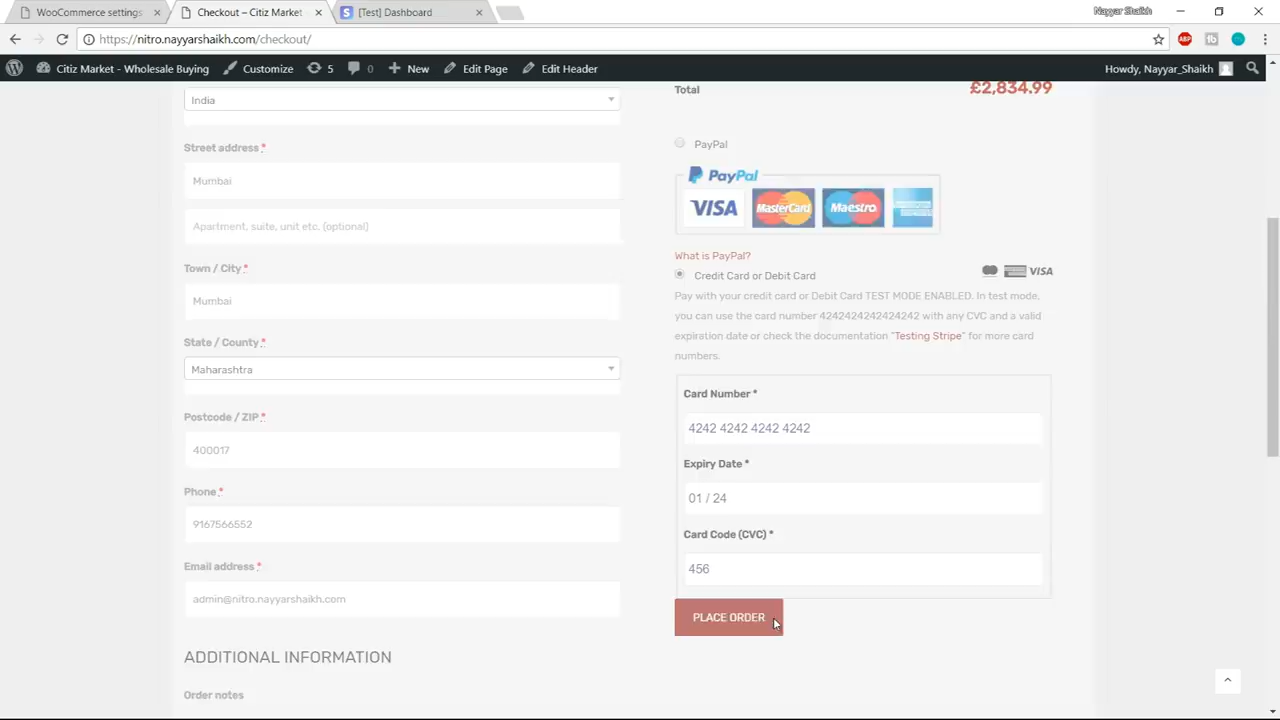 WooCommerce settings
Checkout – Citiz Market
[Test] Dashboard
Nayyar Shaikh
https://nitro.nayyarshaikh.com/checkout/
ABP
fb
Citiz Market - Wholesale Buying
Customize
5
0
New
Edit Page
Edit Header
Howdy, Nayyar_Shaikh
India
Street address *
Mumbai
Apartment, suite, unit etc. (optional)
Town / City *
Mumbai
State / County *
Maharashtra
Postcode / ZIP *
400017
Phone *
9167566552
Email address *
admin@nitro.nayyarshaikh.com
ADDITIONAL INFORMATION
Order notes
Total
£2,834.99
PayPal
PayPal
VISA
MasterCard
Maestro
What is PayPal?
Credit Card or Debit Card
VISA
Pay with your credit card or Debit Card TEST MODE ENABLED. In test mode,
you can use the card number 4242424242424242 with any CVC and a valid
expiration date or check the documentation "Testing Stripe" for more card
numbers.
Card Number *
4242 4242 4242 4242
Expiry Date *
01 / 24
Card Code (CVC) *
456
PLACE ORDER